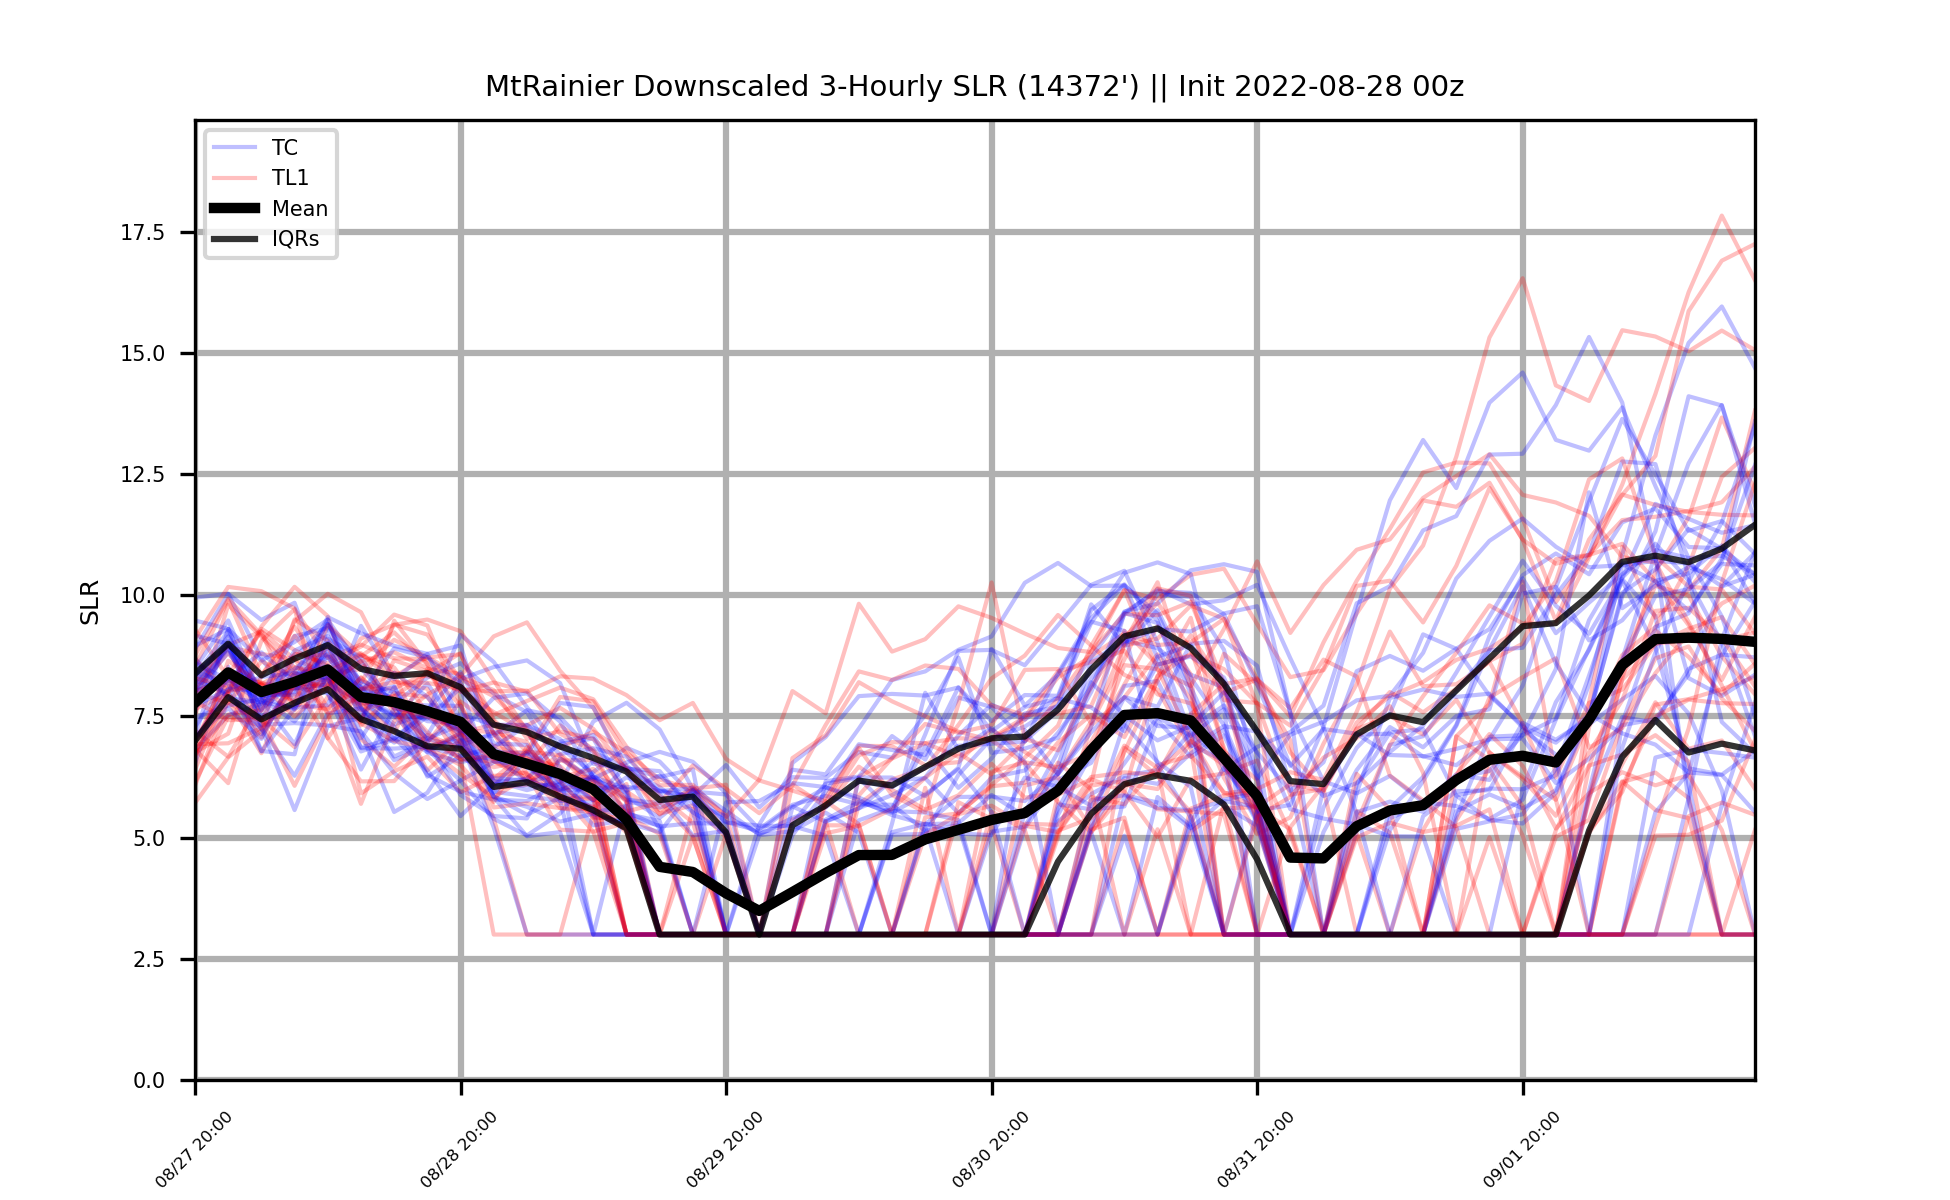 MtRainier Downscaled 3-Hourly SLR (14372') || Init 2022-08-28 00z
TC
TL1
Mean
IQRs
17.5
15.0
12.5
10.0
7.5
5.0
2.5
0.0
SLR
08/27 20:00
08/28 20:00
08/29 20:00
08/30 20:00
08/31 20:00
09/01 20:00